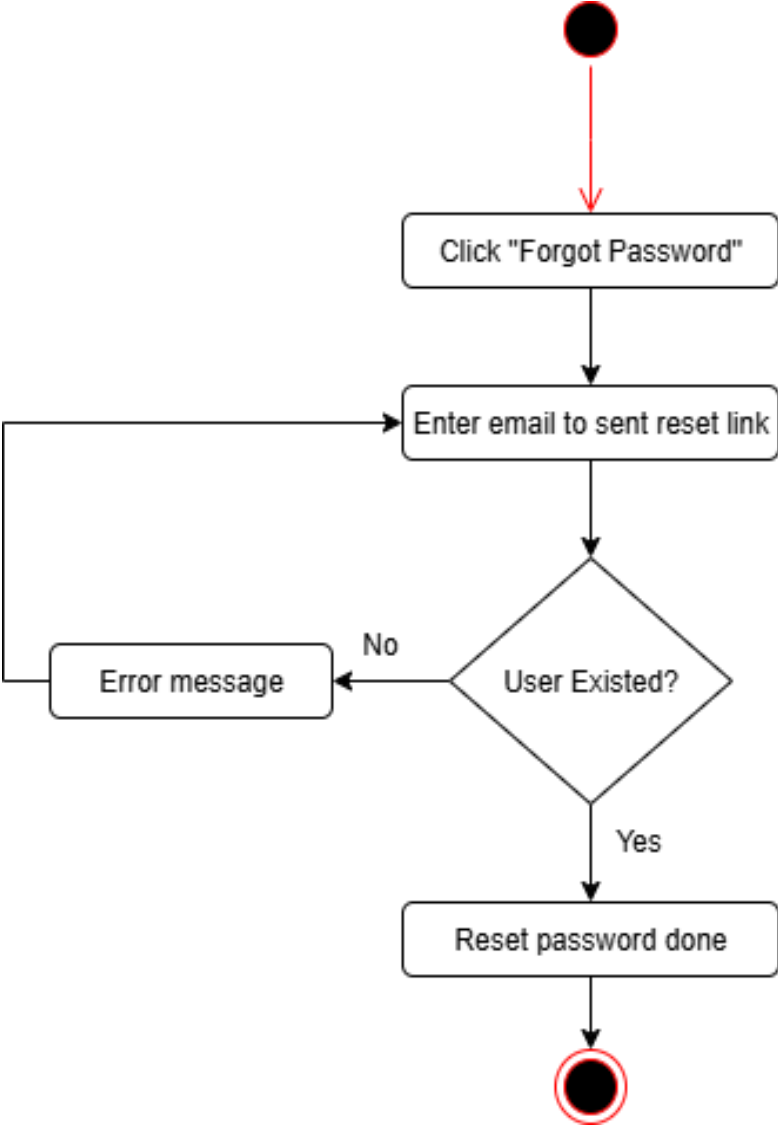 Click "Forgot Password"
Enter email to sent reset link
No
Error message
User Existed?
Yes
Reset password done